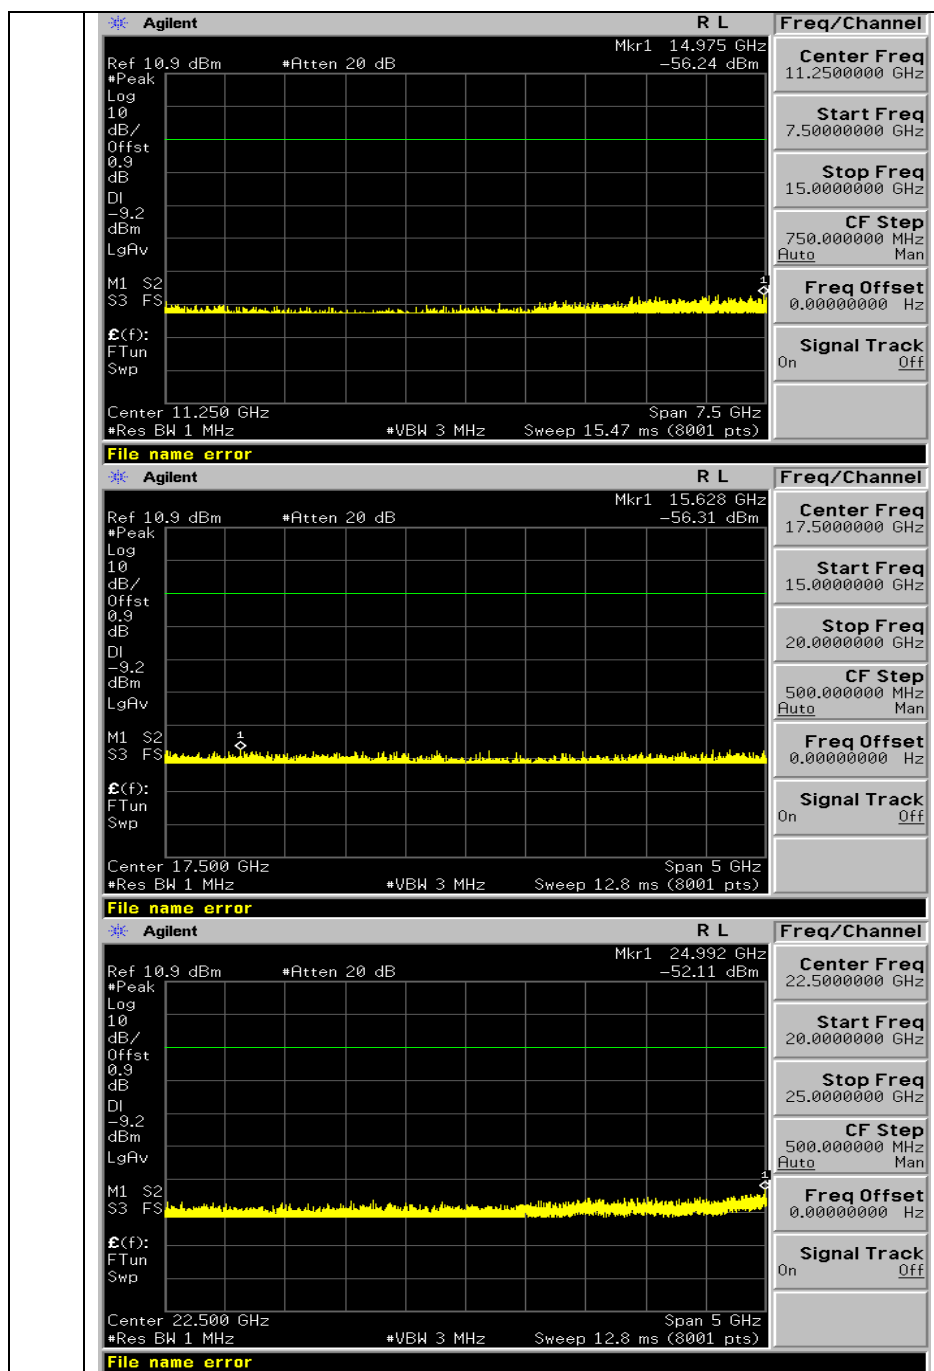 Agilent
R L
Freq/Channel
Mkr1 14.975 GHz
Ref 10.9 dBm #Atten 20 dB -56.24 dBm
#Peak
Log
10
dB/
Offst
0.9
dB
DI
-9.2
dBm
LgAv
M1 S2
S3 FS
£(f):
FTun
Swp
1
Center 11.250 GHz Span 7.5 GHz
#Res BW 1 MHz #VBW 3 MHz Sweep 15.47 ms (8001 pts)
File name error
Center Freq
11.2500000 GHz
Start Freq
7.50000000 GHz
Stop Freq
15.0000000 GHz
CF Step
750.000000 MHz
Auto Man
Freq Offset
0.00000000 Hz
Signal Track
On Off
Agilent
R L
Freq/Channel
Mkr1 15.628 GHz
Ref 10.9 dBm #Atten 20 dB -56.31 dBm
#Peak
Log
10
dB/
Offst
0.9
dB
DI
-9.2
dBm
LgAv
M1 S2
S3 FS
£(f):
FTun
Swp
1
Center 17.500 GHz Span 5 GHz
#Res BW 1 MHz #VBW 3 MHz Sweep 12.8 ms (8001 pts)
File name error
Center Freq
17.5000000 GHz
Start Freq
15.0000000 GHz
Stop Freq
20.0000000 GHz
CF Step
500.000000 MHz
Auto Man
Freq Offset
0.00000000 Hz
Signal Track
On Off
Agilent
R L
Freq/Channel
Mkr1 24.992 GHz
Ref 10.9 dBm #Atten 20 dB -52.11 dBm
#Peak
Log
10
dB/
Offst
0.9
dB
DI
-9.2
dBm
LgAv
M1 S2
S3 FS
£(f):
FTun
Swp
1
Center 22.500 GHz Span 5 GHz
#Res BW 1 MHz #VBW 3 MHz Sweep 12.8 ms (8001 pts)
File name error
Center Freq
22.5000000 GHz
Start Freq
20.0000000 GHz
Stop Freq
25.0000000 GHz
CF Step
500.000000 MHz
Auto Man
Freq Offset
0.00000000 Hz
Signal Track
On Off